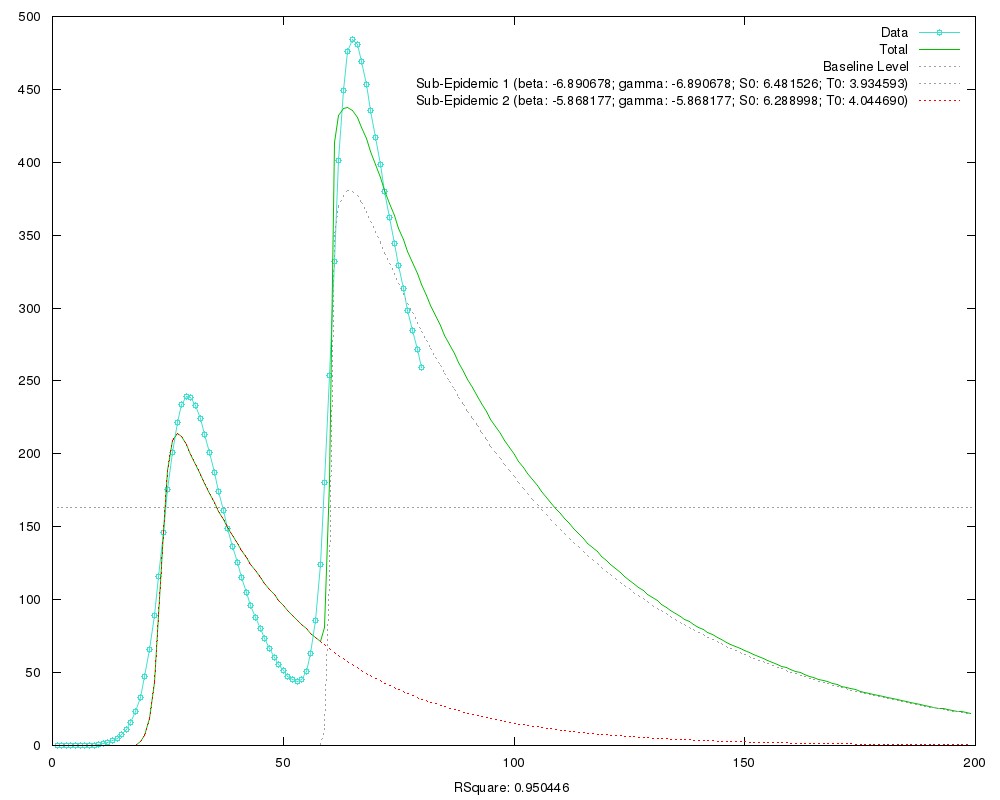 500
450
400
350
300
250
200
150
100
50
0
Data
Total
Baseline Level
Sub-Epidemic 1 (beta: -6.890678; gamma: -6.890678; S0: 6.481526; T0: 3.934593)
Sub-Epidemic 2 (beta: -5.868177; gamma: -5.868177; S0: 6.288998; T0: 4.044690)
0 50 100 150 200
RSquare: 0.950446